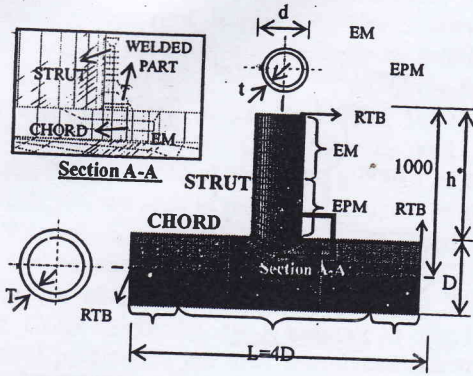 d
EM
WELDED
PART
STRUT
EPM
t
RTB
CHORD
EM
EM
1000
h*
Section A-A
STRUT
RTB
EPM
CHORD
Section A-A
D
T
RTB
L=4D